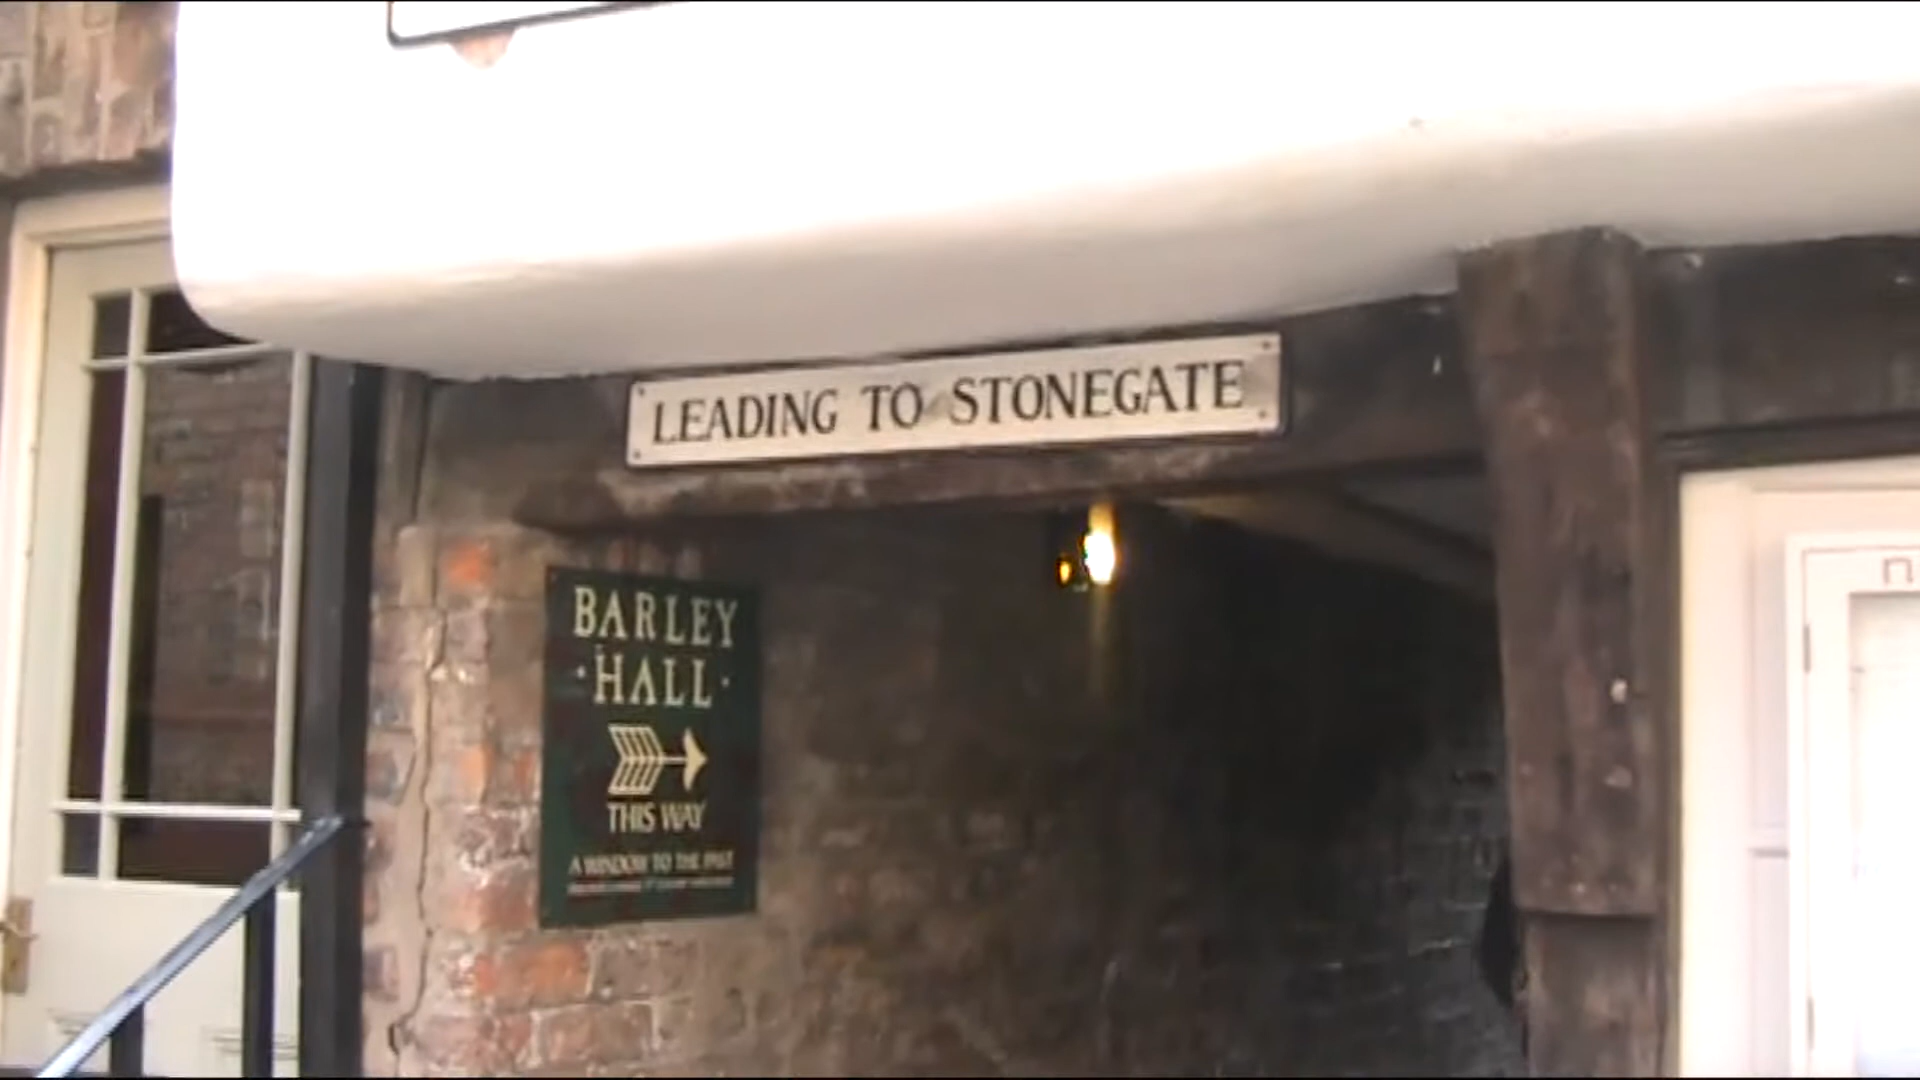 LEADING TO STONEGATE
BARLEY
·HALL·
THIS WAY
A WINDOW TO THE PAST